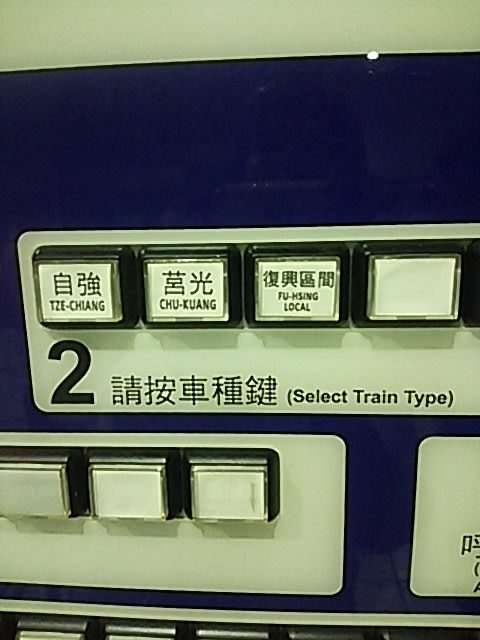 自強
TZE-CHIANG
莒光
CHU-KUANG
復興區間
FU-HSING
LOCAL
2 請按車種鍵 (Select Train Type)
呼
(
A